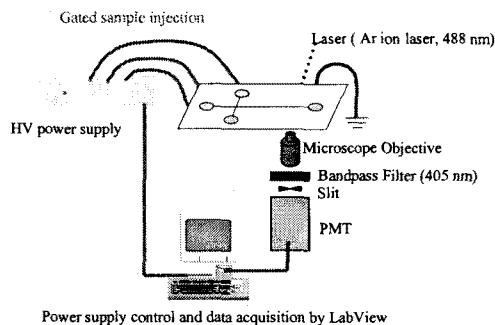 Gated sample injection
Laser ( Ar ion laser, 488 nm)
HV power supply
Microscope Objective
Bandpass Filter (405 nm)
Slit
PMT
Power supply control and data acquisition by LabView